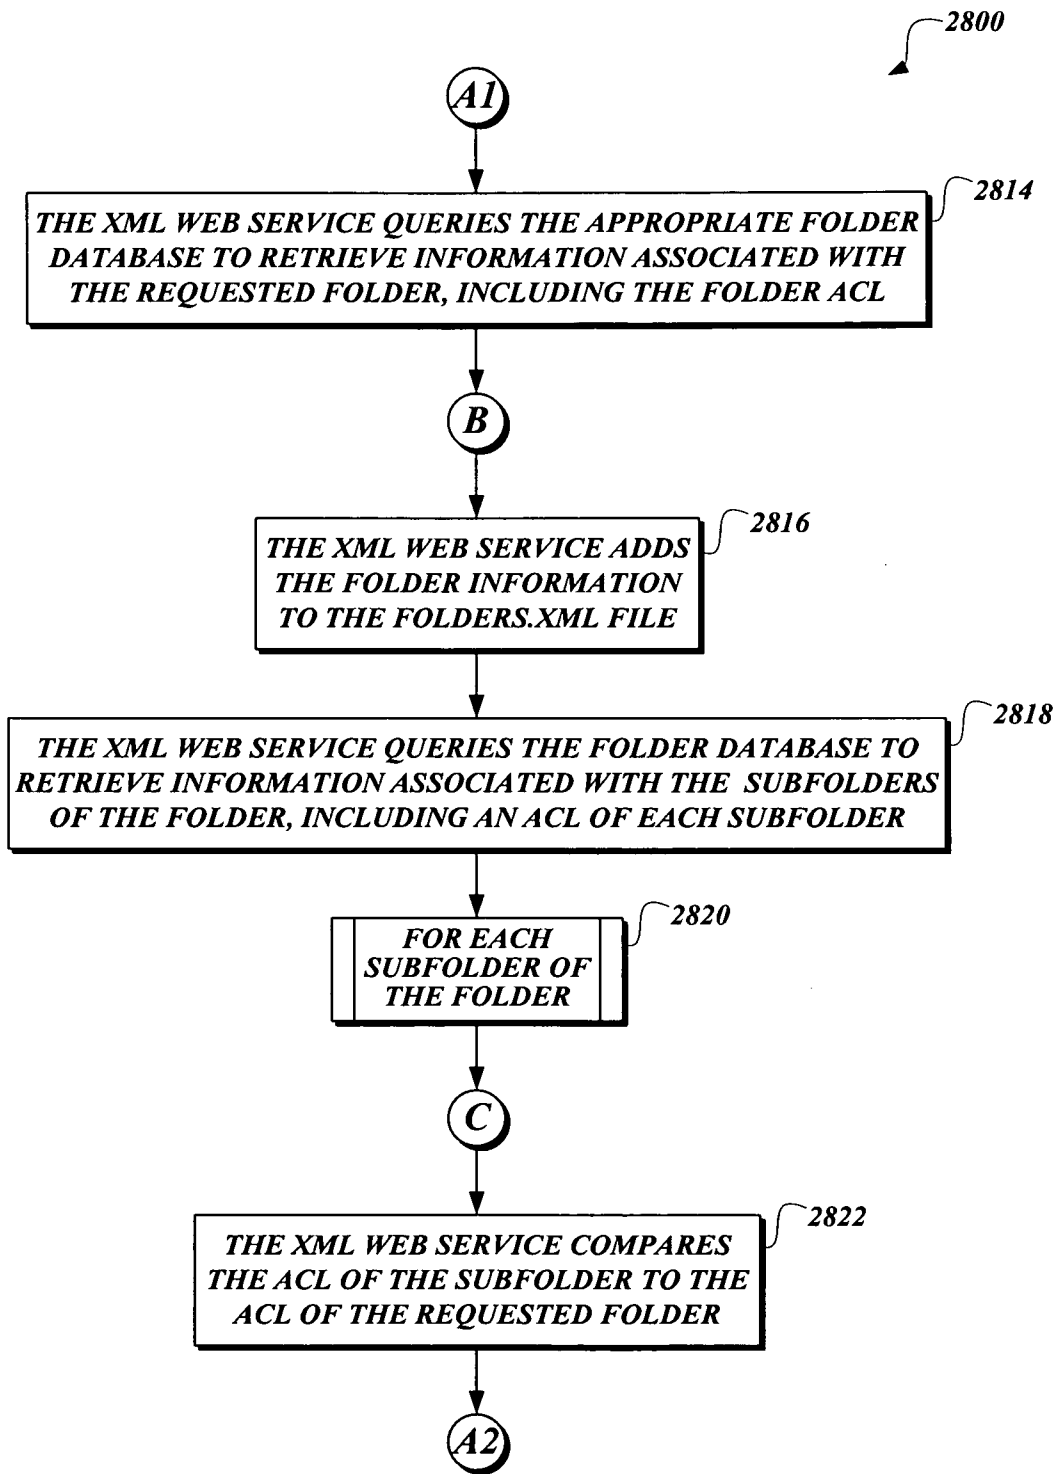 2800
A1
2814
THE XML WEB SERVICE QUERIES THE APPROPRIATE FOLDER
DATABASE TO RETRIEVE INFORMATION ASSOCIATED WITH
THE REQUESTED FOLDER, INCLUDING THE FOLDER ACL
B
2816
THE XML WEB SERVICE ADDS
THE FOLDER INFORMATION
TO THE FOLDERS.XML FILE
2818
THE XML WEB SERVICE QUERIES THE FOLDER DATABASE TO
RETRIEVE INFORMATION ASSOCIATED WITH THE SUBFOLDERS
OF THE FOLDER, INCLUDING AN ACL OF EACH SUBFOLDER
2820
FOR EACH
SUBFOLDER OF
THE FOLDER
C
2822
THE XML WEB SERVICE COMPARES
THE ACL OF THE SUBFOLDER TO THE
ACL OF THE REQUESTED FOLDER
A2